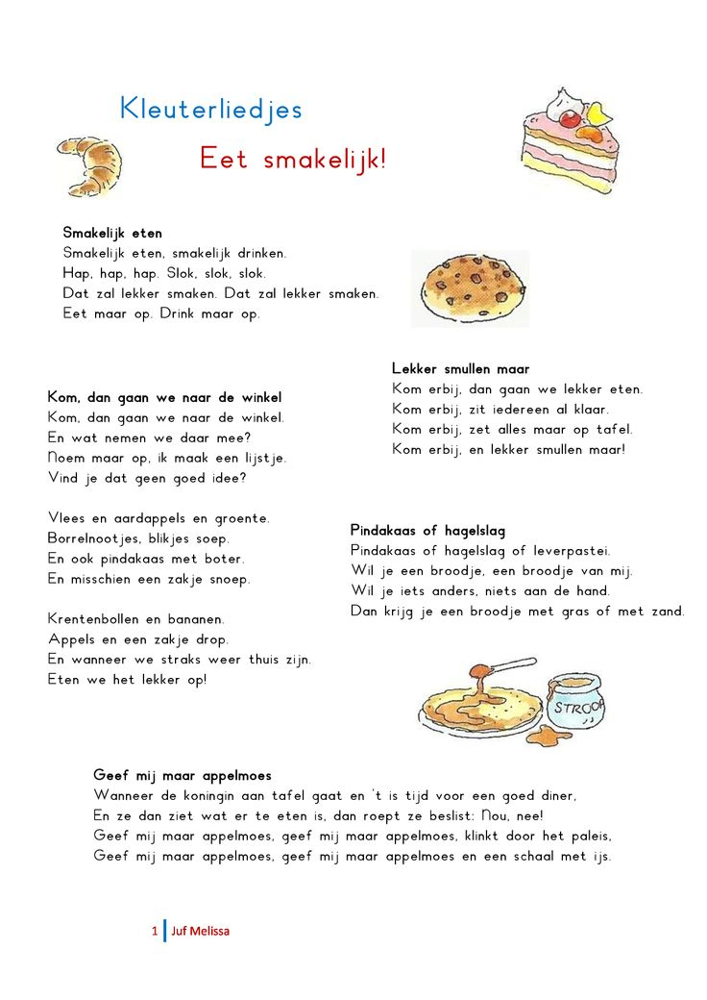 Kleuterliedjes
Eet smakelijk!
Smakelijk eten
Smakelijk eten, smakelijk drinken.
Hap, hap, hap. Slok, slok, slok.
Dat zal lekker smaken. Dat zal lekker smaken.
Eet maar op. Drink maar op.
Lekker smullen maar
Kom erbij, dan gaan we lekker eten.
Kom erbij, zit iedereen al klaar.
Kom erbij, zet alles maar op tafel.
Kom erbij, en lekker smullen maar!
Kom, dan gaan we naar de winkel
Kom, dan gaan we naar de winkel.
En wat nemen we daar mee?
Noem maar op, ik maak een lijstje.
Vind je dat geen goed idee?
Vlees en aardappels en groente.
Borrelnootjes, blikjes soep.
En ook pindakaas met boter.
En misschien een zakje snoep.
Krentenbollen en bananen.
Appels en een zakje drop.
En wanneer we straks weer thuis zijn.
Eten we het lekker op!
Pindakaas of hagelslag
Pindakaas of hagelslag of leverpastei.
Wil je een broodje, een broodje van mij.
Wil je iets anders, niets aan de hand.
Dan krijg je een broodje met gras of met zand.
STROOP
Geef mij maar appelmoes
Wanneer de koningin aan tafel gaat en 't is tijd voor een goed diner,
En ze dan ziet wat er te eten is, dan roept ze beslist: Nou, nee!
Geef mij maar appelmoes, geef mij maar appelmoes, klinkt door het paleis,
Geef mij maar appelmoes, geef mij maar appelmoes en een schaal met ijs.
1 Juf Melissa